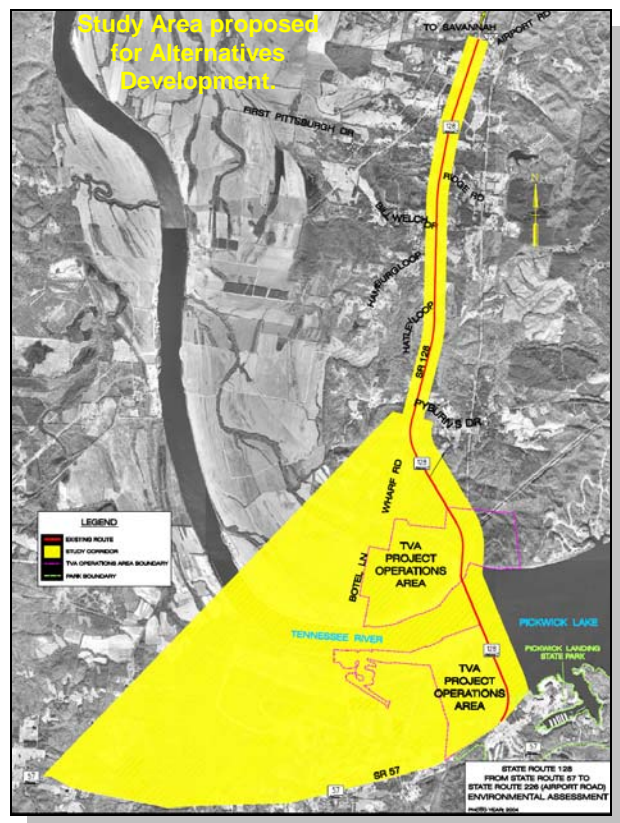 Study Area proposed
for Alternatives
Development.
TO SAVANNAH
AIRPORT RD
FIRST PITTSBURGH DR
128
RIDGE RD
N
BILL WELCH DR
HAMBURG LOOP
HATLEY LOOP
SR 128
PYBURN'S DR
128
WHARF RD
LEGEND
EXISTING ROUTE
STUDY CORRIDOR
TVA OPERATIONS AREA BOUNDARY
PARK BOUNDARY
TVA
PROJECT
OPERATIONS
AREA
BOTEL LN
PICKWICK LAKE
TENNESSEE RIVER
128
PICKWICK LANDING
STATE PARK
TVA
PROJECT
OPERATIONS
AREA
57
57
SR 57
57
STATE ROUTE 128
FROM STATE ROUTE 57 TO
STATE ROUTE 226 (AIRPORT ROAD)
ENVIRONMENTAL ASSESSMENT
PHOTO YEAR: 2004